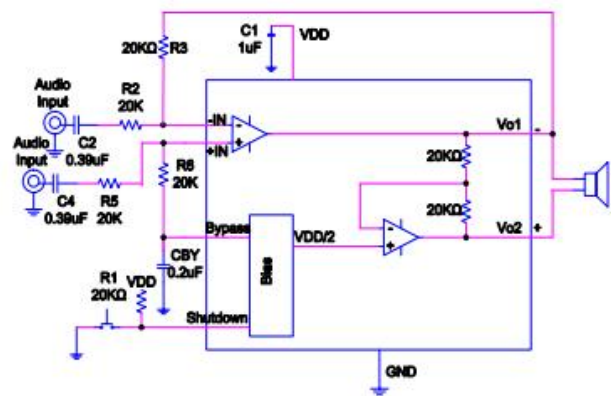 C1
1uF
VDD
20KΩ
R3
Audio
Input
R2
20K
-IN
-
+
+IN
C2
0.39uF
Audio
Input
C4
0.39uF
R5
20K
R6
20K
Vo1
-
20KΩ
20KΩ
Bypass
VDD/2
-
+
Vo2
+
CBY
0.2uF
Bias
R1
20KΩ
VDD
Shutdown
GND